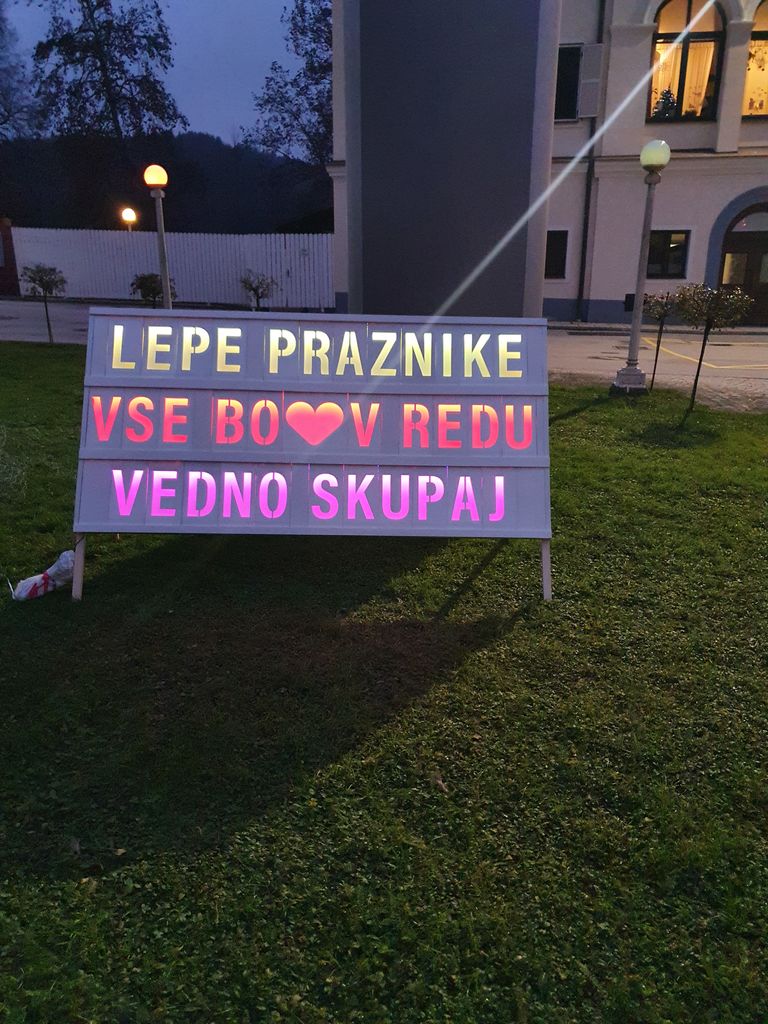 LEPE PRAZNIKE
VSE BO❤V REDU
VEDNO SKUPAJ